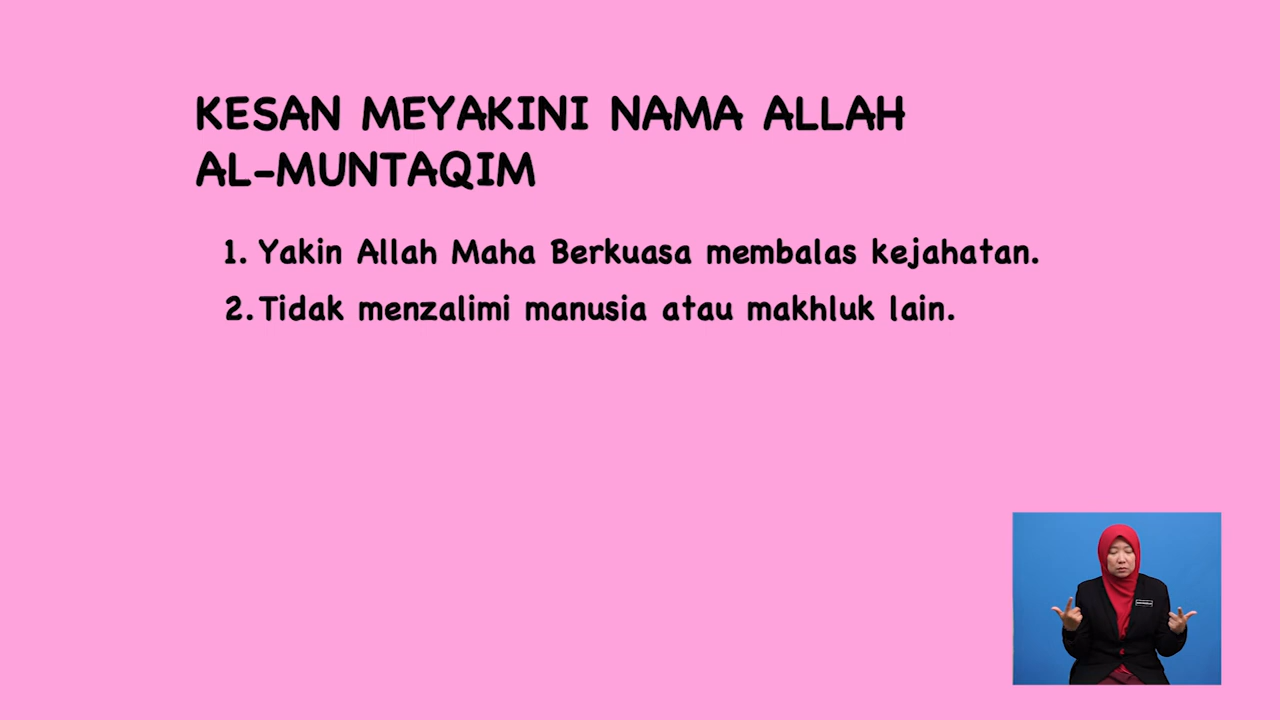 KESAN MEYAKINI NAMA ALLAH
AL-MUNTAQIM
1. Yakin Allah Maha Berkuasa membalas kejahatan.
2. Tidak menzalimi manusia atau makhluk lain.